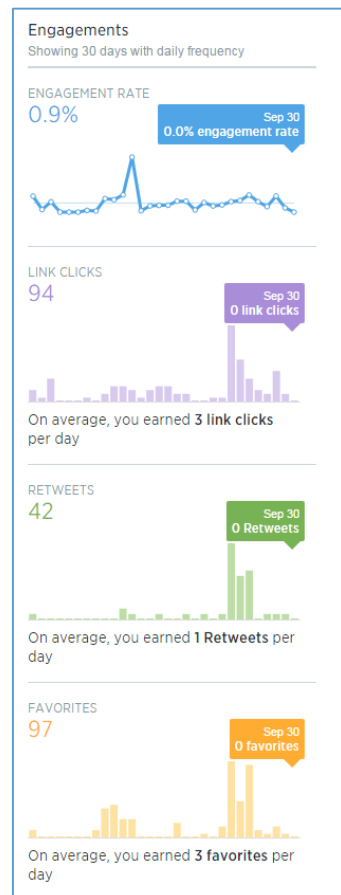 Engagements
Showing 30 days with daily frequency
ENGAGEMENT RATE
0.9%
Sep 30
0.0% engagement rate
LINK CLICKS
94
Sep 30
0 link clicks
On average, you earned 3 link clicks
per day
RETWEETS
42
Sep 30
0 Retweets
On average, you earned 1 Retweets per
day
FAVORITES
97
Sep 30
0 favorites
On average, you earned 3 favorites per
day